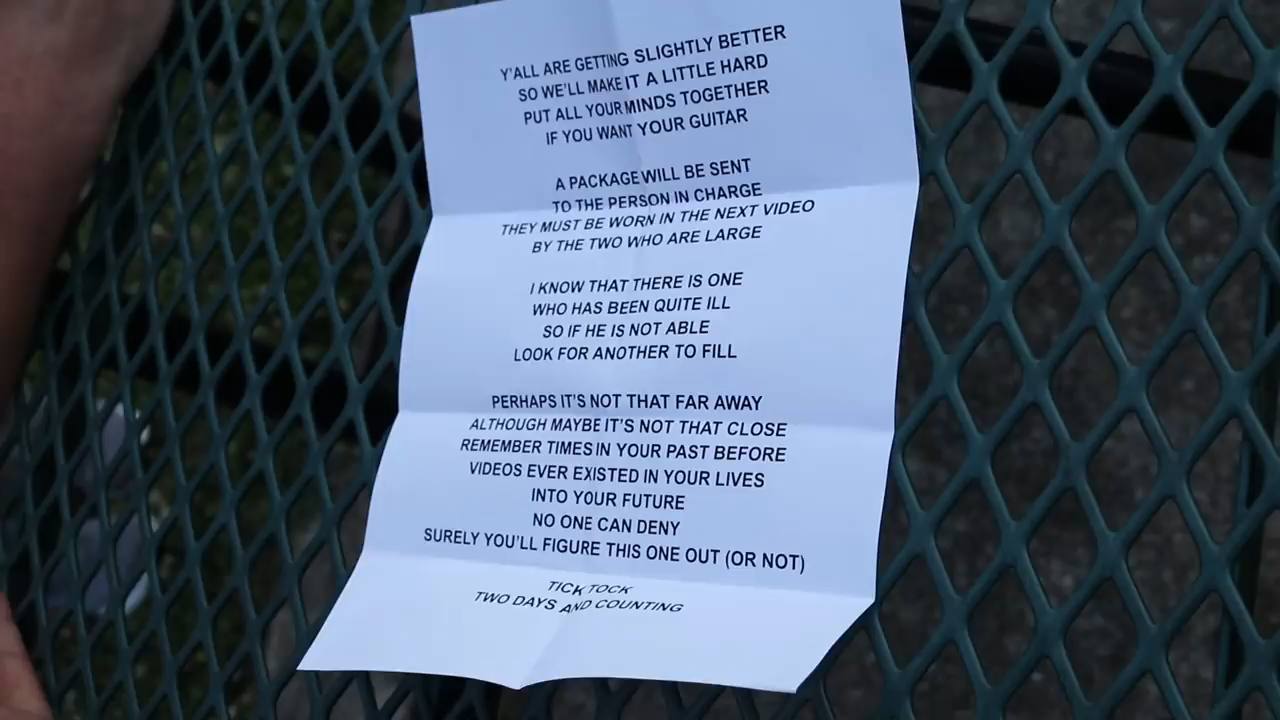 Y'ALL ARE GETTING SLIGHTLY BETTER
SO WE'LL MAKE IT A LITTLE HARD
PUT ALL YOUR MINDS TOGETHER
IF YOU WANT YOUR GUITAR
A PACKAGE WILL BE SENT
TO THE PERSON IN CHARGE
THEY MUST BE WORN IN THE NEXT VIDEO
BY THE TWO WHO ARE LARGE
I KNOW THAT THERE IS ONE
WHO HAS BEEN QUITE ILL
SO IF HE IS NOT ABLE
LOOK FOR ANOTHER TO FILL
PERHAPS IT'S NOT THAT FAR AWAY
ALTHOUGH MAYBE IT'S NOT THAT CLOSE
REMEMBER TIMES IN YOUR PAST BEFORE
VIDEOS EVER EXISTED IN YOUR LIVES
INTO YOUR FUTURE
NO ONE CAN DENY
SURELY YOU'LL FIGURE THIS ONE OUT (OR NOT)
TICK TOCK
TWO DAYS AND COUNTING